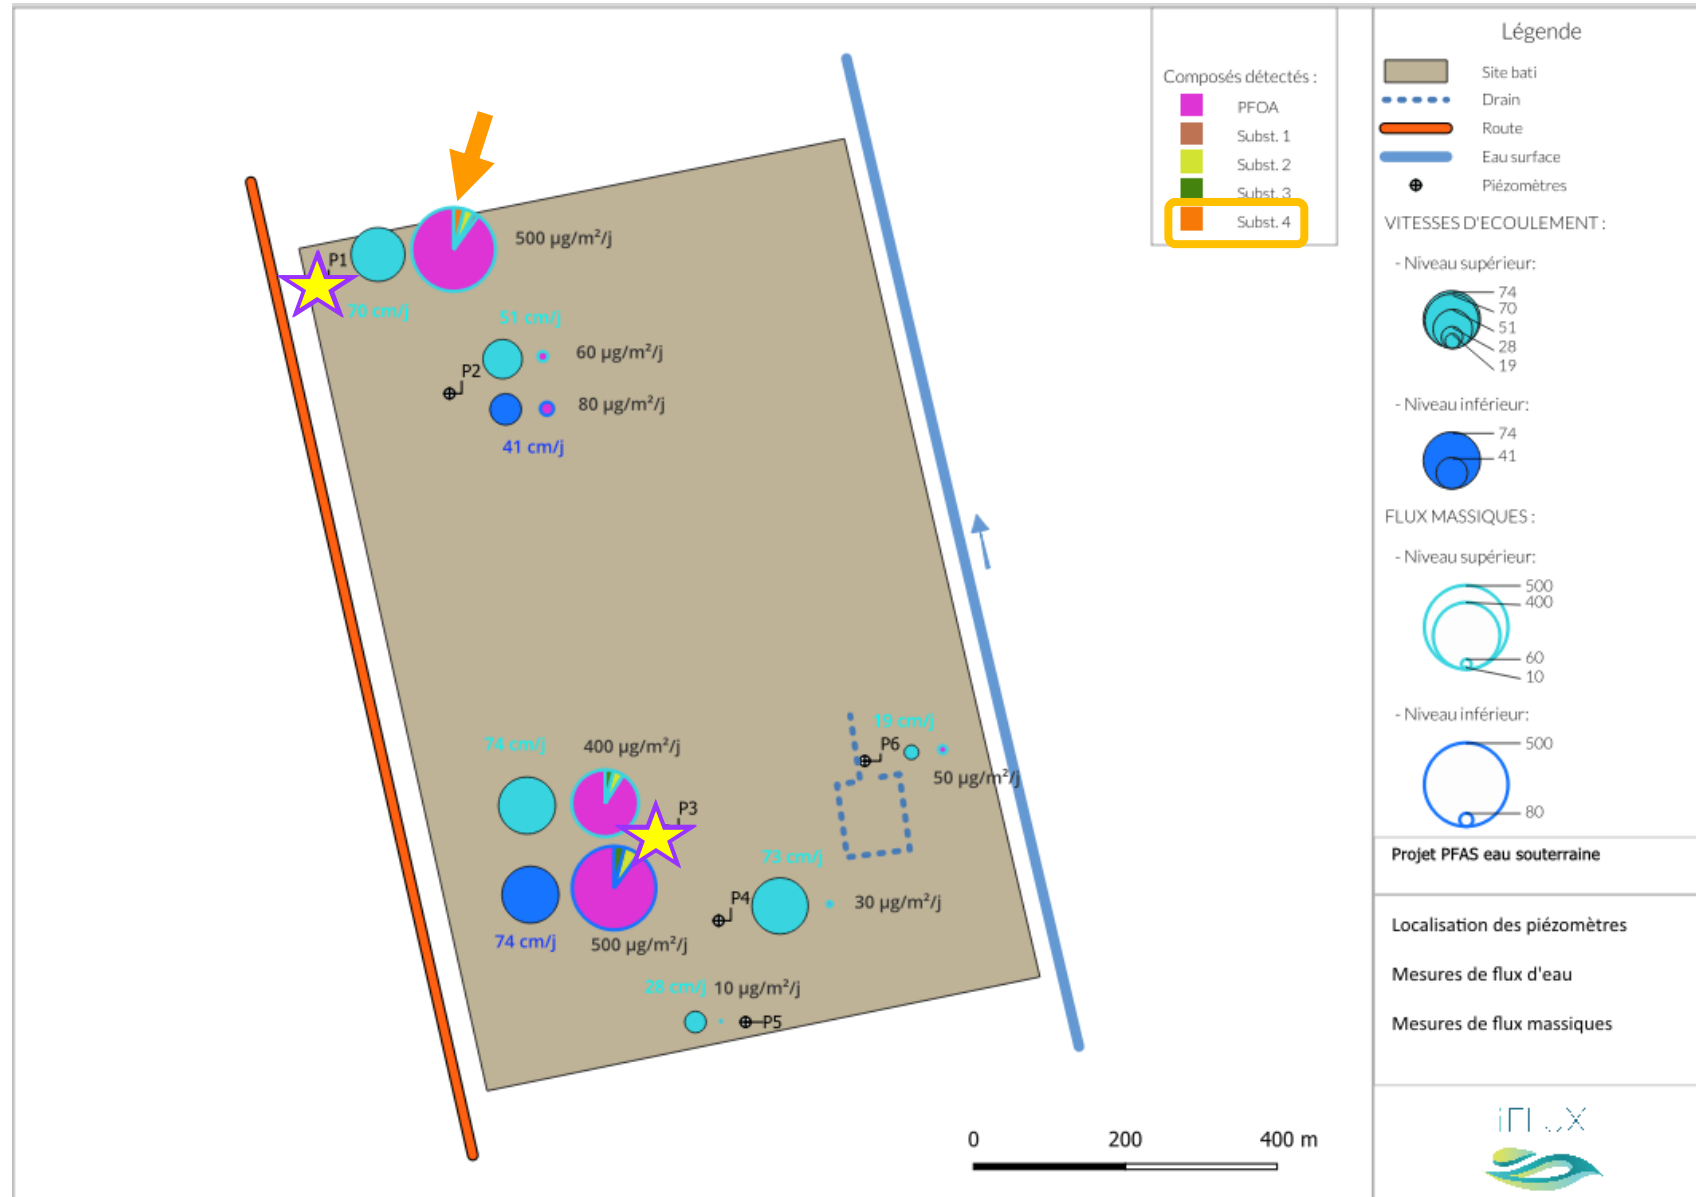 P1
500 µg/m²/j
70 cm/j
51 cm/j
60 µg/m²/j
P2
80 µg/m²/j
41 cm/j
74 cm/j
400 µg/m²/j
19 cm/j
P6
50 µg/m²/j
P3
73 cm/j
P4
30 µg/m²/j
74 cm/j
500 µg/m²/j
28 cm/j
10 µg/m²/j
P5
0
200
400 m
Composés détectés :
PFOA
Subst. 1
Subst. 2
Subst. 3
Subst. 4
Légende
Site bati
Drain
Route
Eau surface
Piézomètres
VITESSES D'ECOULEMENT :
- Niveau supérieur:
74
70
51
28
19
- Niveau inférieur:
74
41
FLUX MASSIQUES :
- Niveau supérieur:
500
400
60
10
- Niveau inférieur:
500
80
Projet PFAS eau souterraine
Localisation des piézomètres
Mesures de flux d'eau
Mesures de flux massiques